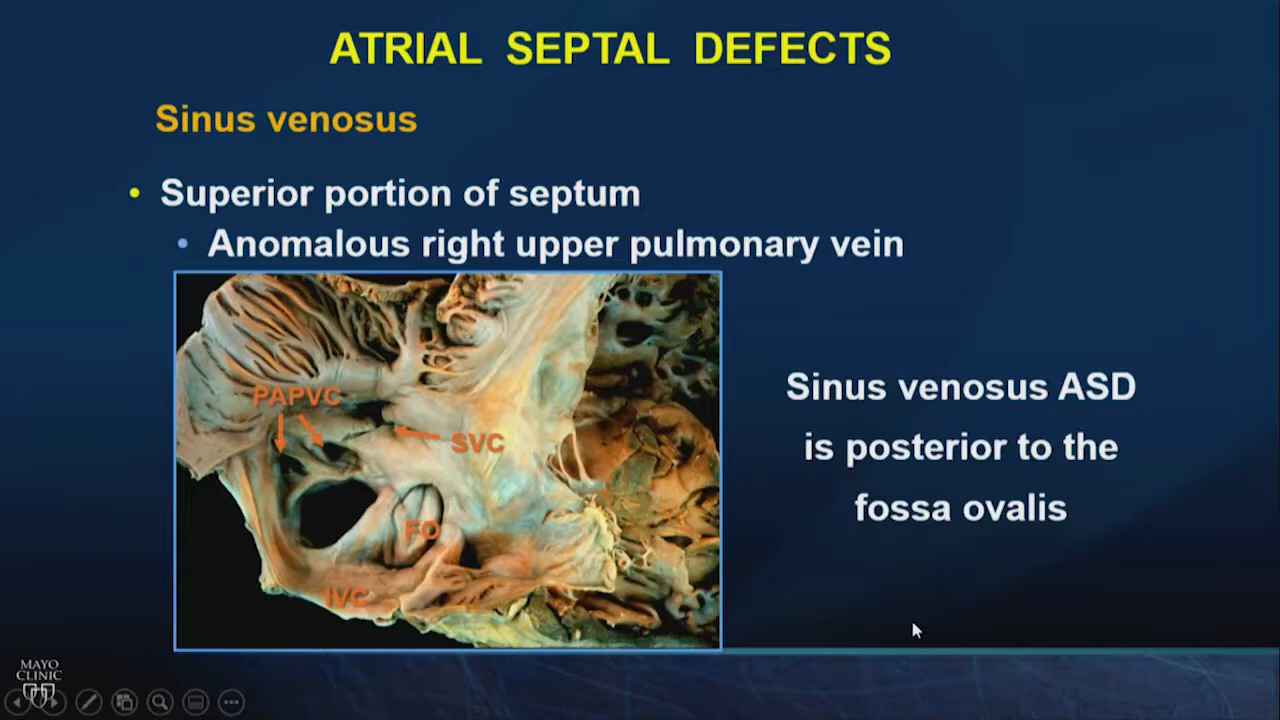 ATRIAL SEPTAL DEFECTS
Sinus venosus
• Superior portion of septum
• Anomalous right upper pulmonary vein
PAPVC
SVC
FO
IVC
Sinus venosus ASD
is posterior to the
fossa ovalis
MAYO
CLINIC